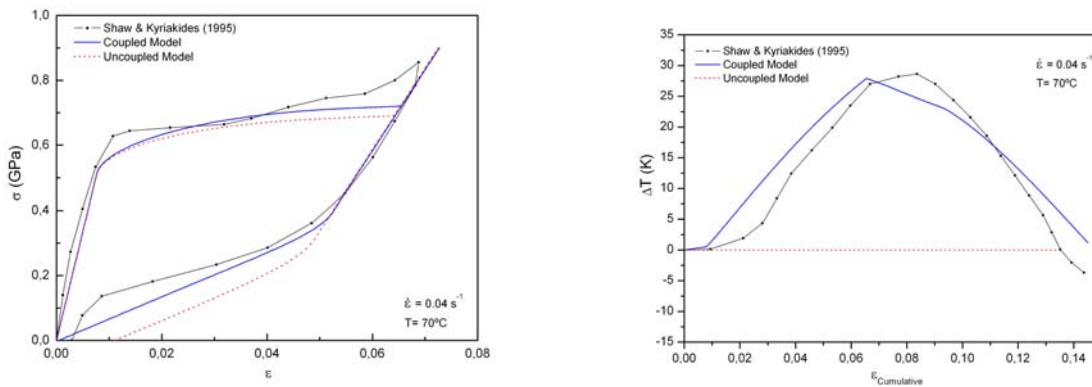 Shaw & Kyriakides (1995)
Coupled Model
Uncoupled Model
1,0
0,8
0,6
0,4
0,2
0,0
σ (GPa)
ε̇ = 0.04 s⁻¹
T= 70ºC
0,00 0,02 0,04 0,06 0,08
ε
Shaw & Kyriakides (1995)
Coupled Model
Uncoupled Model
ε̇ = 0.04 s⁻¹
T= 70ºC
35
30
25
20
15
10
5
0
-5
-10
-15
ΔT (K)
0,00 0,02 0,04 0,06 0,08 0,10 0,12 0,14
εCumulative